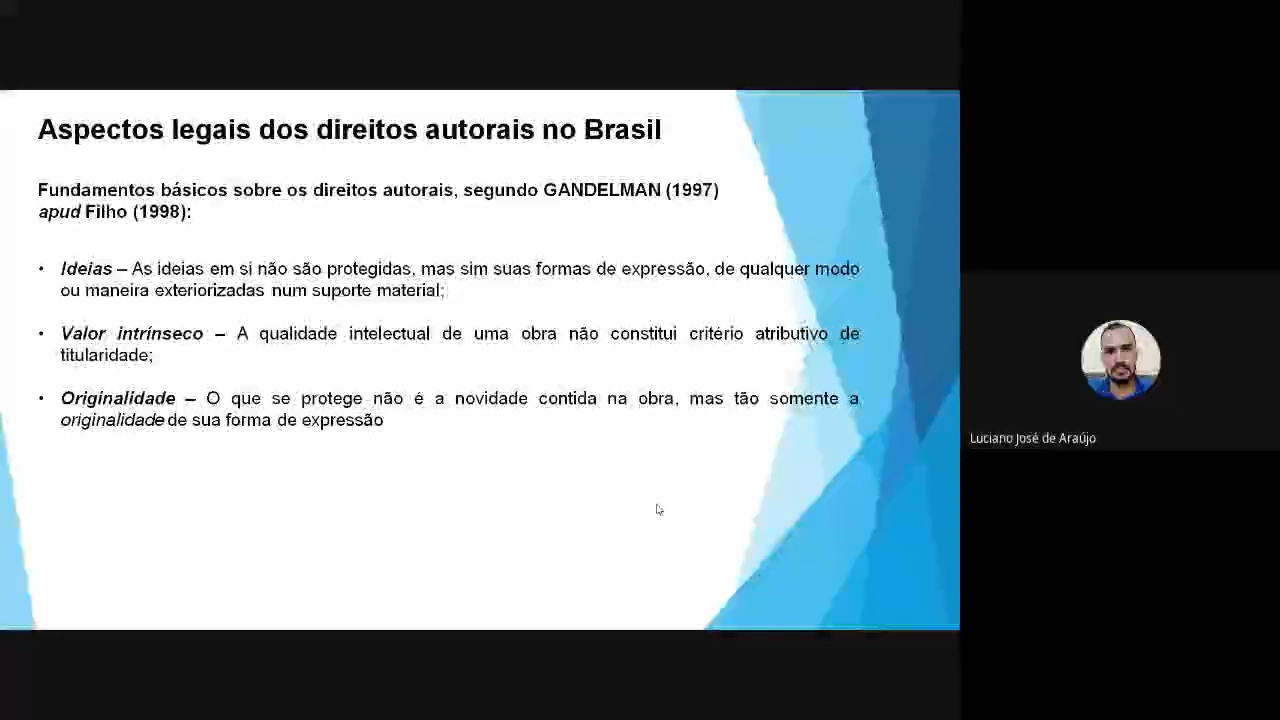 Aspectos legais dos direitos autorais no Brasil
Fundamentos básicos sobre os direitos autorais, segundo GANDELMAN (1997)
apud Filho (1998):
• Ideias – As ideias em si não são protegidas, mas sim suas formas de expressão, de qualquer modo
ou maneira exteriorizadas num suporte material;
• Valor intrínseco – A qualidade intelectual de uma obra não constitui critério atributivo de
titularidade;
• Originalidade – O que se protege não é a novidade contida na obra, mas tão somente a
originalidade de sua forma de expressão
Luciano José de Araújo